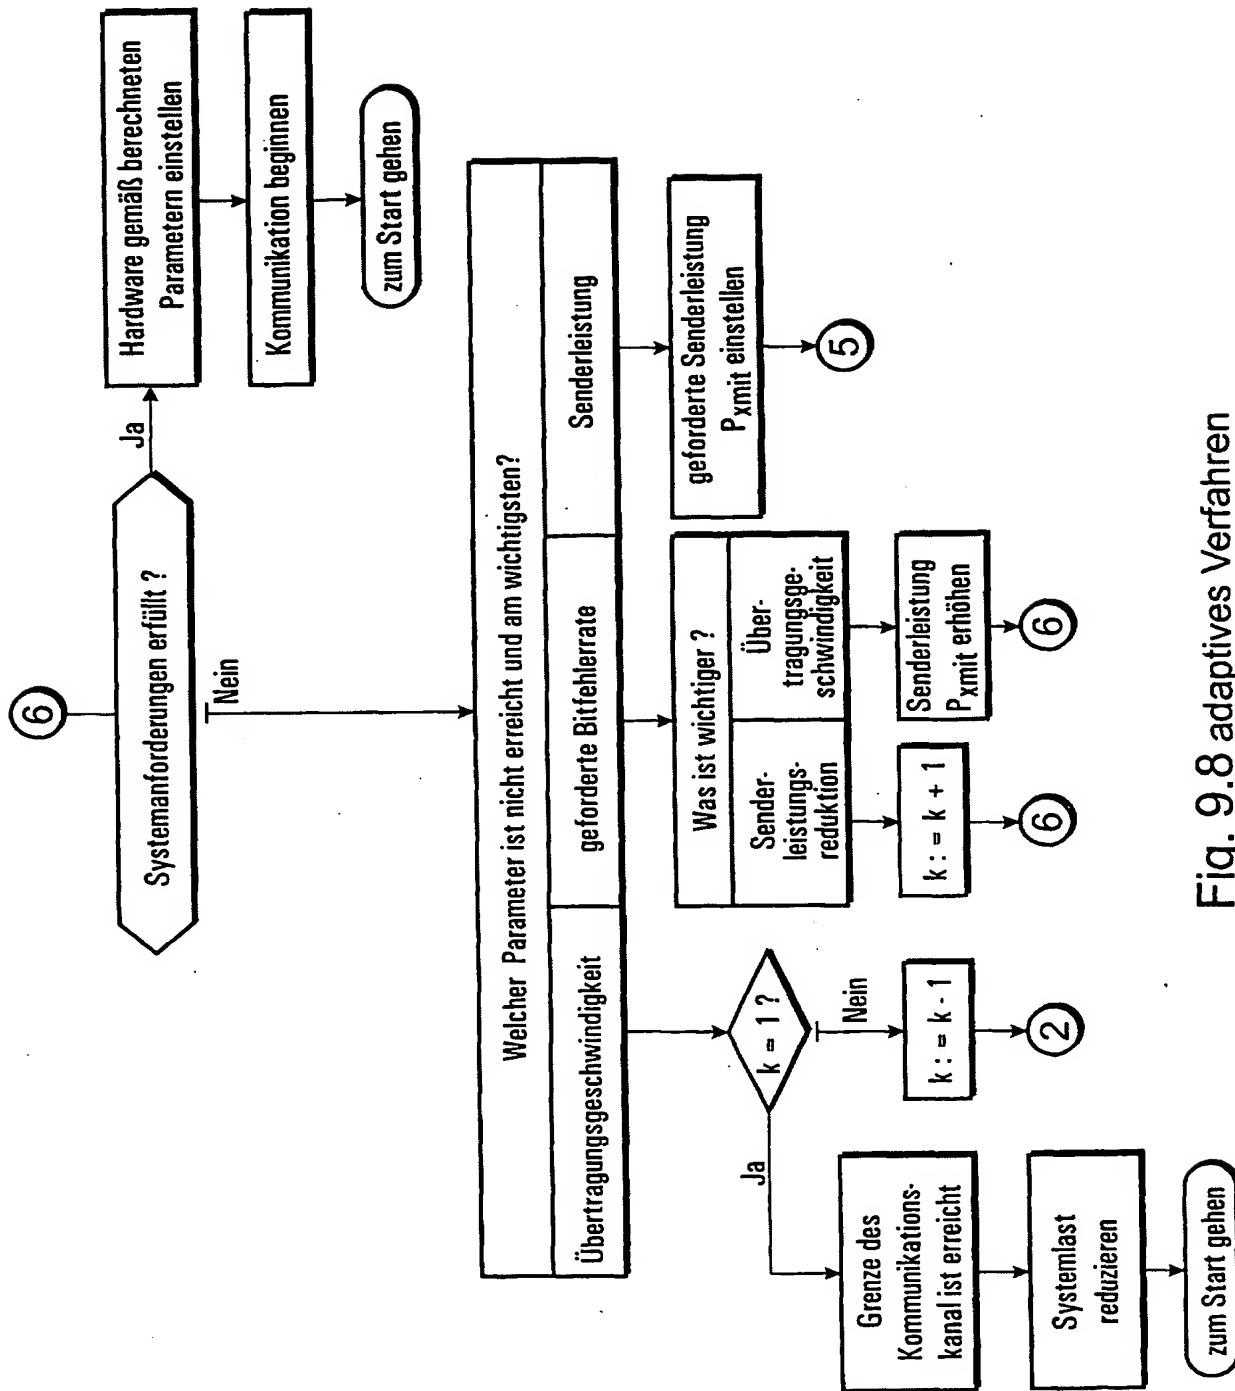 6
Systemanforderungen erfüllt ?
Ja
Hardware gemäß berechneten
Parametern einstellen
Kommunikation beginnen
zum Start gehen
Nein
Welcher Parameter ist nicht erreicht und am wichtigsten?
Übertragungsgeschwindigkeit
geforderte Bitfehlerrate
Senderleistung
k = 1 ?
Ja
Grenze des
Kommunikations-
kanal ist erreicht
Systemlast
reduzieren
zum Start gehen
Nein
k : = k - 1
2
Was ist wichtiger ?
Sender-
leistungs-
reduktion
k : = k + 1
6
Über-
tragungsge-
schwindigkeit
Senderleistung
Pxmit erhöhen
6
geforderte Senderleistung
Pxmit einstellen
5
Fig. 9.8 adaptives Verfahren